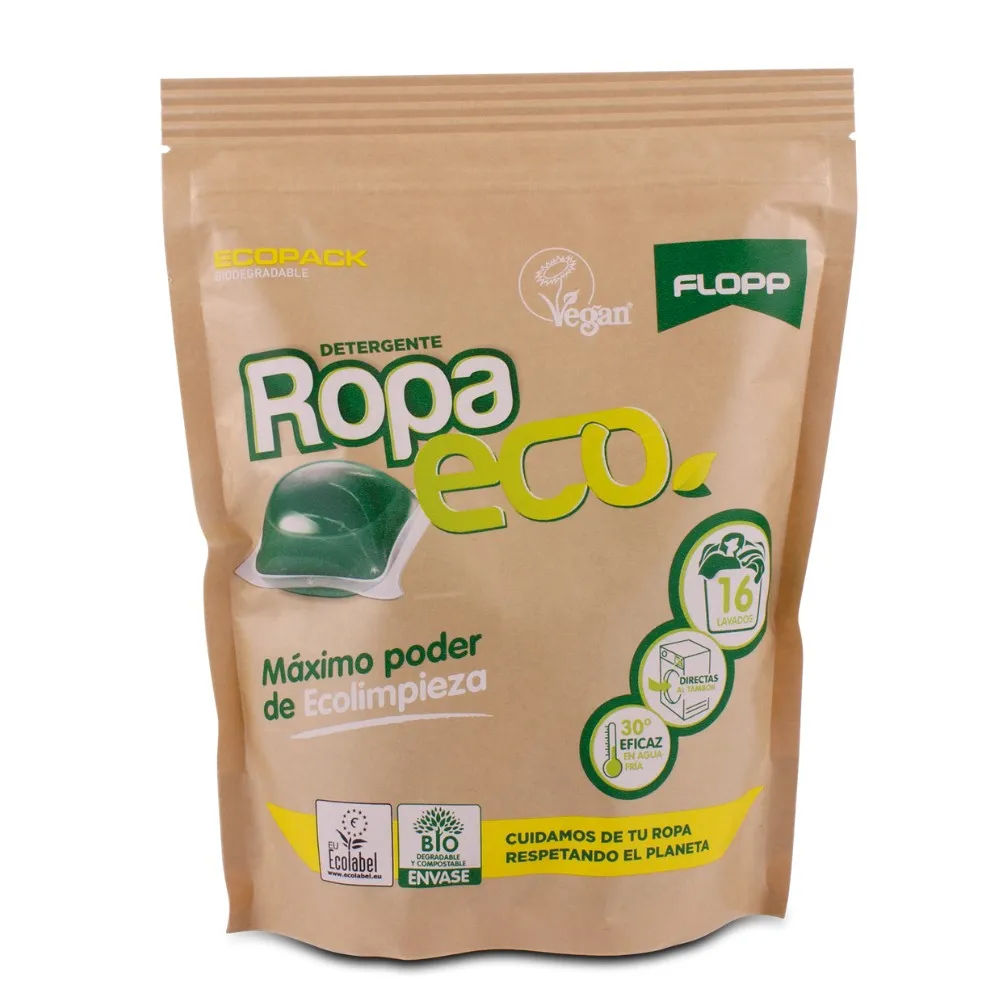 ECOPACK
BIODEGRADABLE
Vegan
FLOPP
DETERGENTE
Ropa
eco
16
LAVADOS
DIRECTAS
AL TAMBOR
30°
EFICAZ
EN AGUA
FRÍA
Máximo poder
de Ecolimpieza
EU
Ecolabel
www.ecolabel.eu
BIO
DEGRADABLE
Y COMPOSTABLE
ENVASE
CUIDAMOS DE TU ROPA
RESPETANDO EL PLANETA